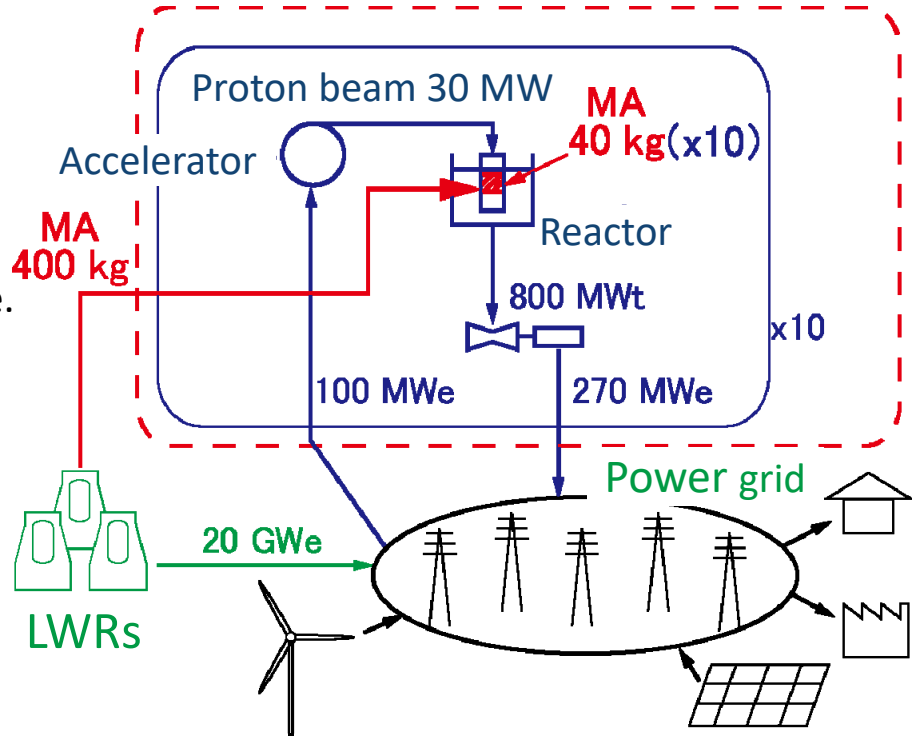 Proton beam 30 MW
MA
40 kg(x10)
Accelerator
MA
400 kg
Reactor
e.
800 MWt
x10
100 MWe
270 MWe
Power grid
20 GWe
LWRs